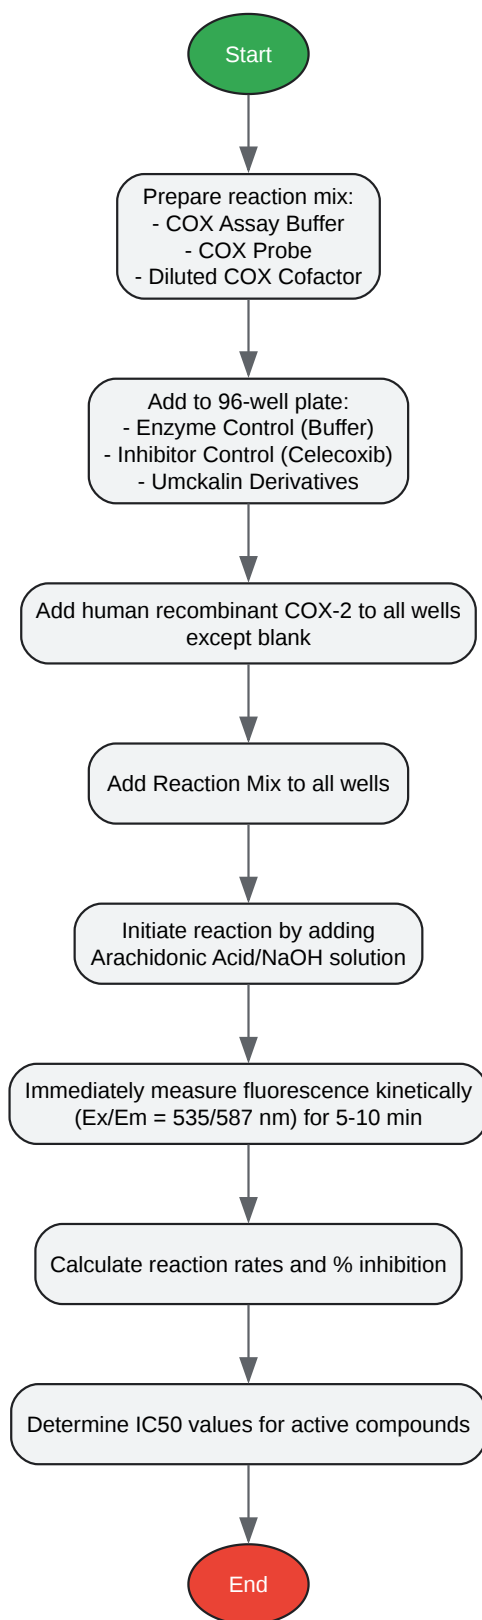 Start
Prepare reaction mix:
- COX Assay Buffer
- COX Probe
- Diluted COX Cofactor
Add to 96-well plate:
- Enzyme Control (Buffer)
- Inhibitor Control (Celecoxib)
- Umckalin Derivatives
Add human recombinant COX-2 to all wells
except blank
Add Reaction Mix to all wells
Initiate reaction by adding
Arachidonic Acid/NaOH solution
Immediately measure fluorescence kinetically
(Ex/Em = 535/587 nm) for 5-10 min
Calculate reaction rates and % inhibition
Determine IC50 values for active compounds
End